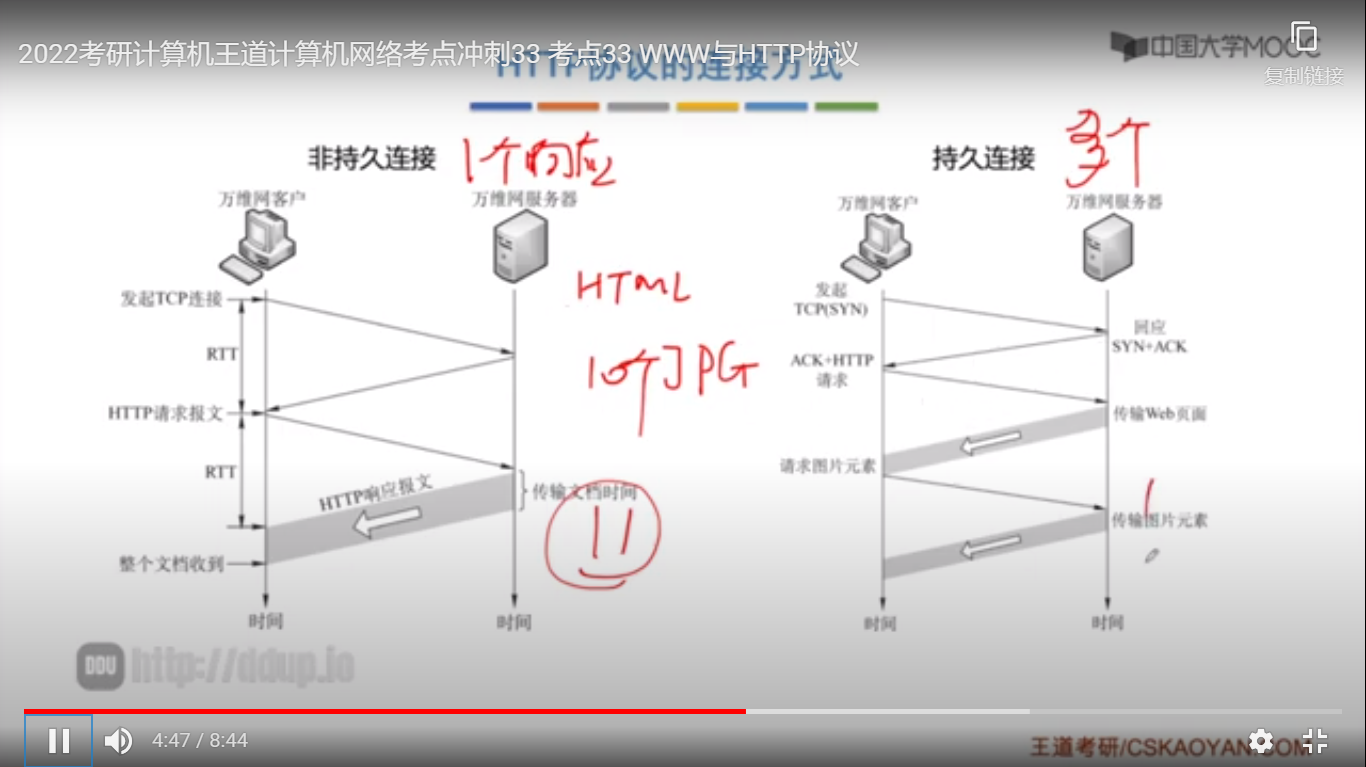 2022考研计算机王道计算机网络考点冲刺33 考点33 WWW与HTTP协议
HTTP协议的连接方式
中国大学MOOC
复制链接
非持久连接
1个响应
持久连接
多个
万维网客户
万维网服务器
万维网客户
万维网服务器
HTML
10个JPG
11
发起TCP连接
RTT
HTTP请求报文
RTT
HTTP响应报文
传输文档时间
整个文档收到
时间
时间
发起
TCP(SYN)
回应
SYN+ACK
ACK+HTTP
请求
传输Web页面
请求图片元素
传输图片元素
时间
时间
DDU http://ddup.io
4:47 / 8:44
王道考研/CSKAOYAN.COM